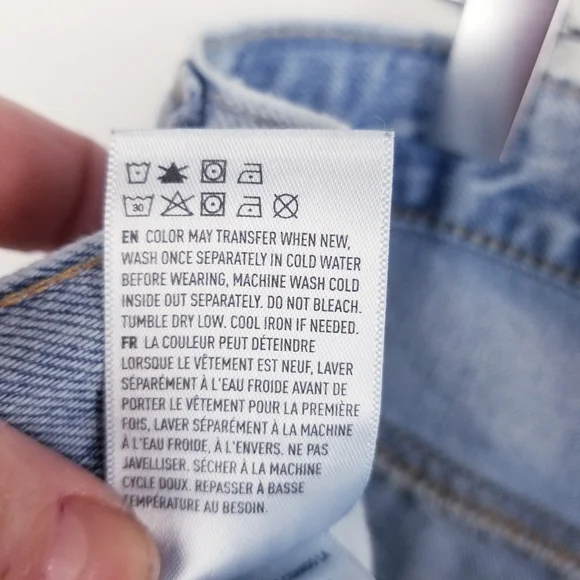 30
EN COLOR MAY TRANSFER WHEN NEW,
WASH ONCE SEPARATELY IN COLD WATER
BEFORE WEARING, MACHINE WASH COLD
INSIDE OUT SEPARATELY. DO NOT BLEACH.
TUMBLE DRY LOW. COOL IRON IF NEEDED.
FR LA COULEUR PEUT DÉTEINDRE
LORSQUE LE VÊTEMENT EST NEUF, LAVER
SÉPARÉMENT À L'EAU FROIDE AVANT DE
PORTER LE VÊTEMENT POUR LA PREMIÈRE
FOIS, LAVER SÉPARÉMENT À LA MACHINE
À L'EAU FROIDE, À L'ENVERS. NE PAS
JAVELLISER. SÉCHER À LA MACHINE
CYCLE DOUX. REPASSER À BASSE
TEMPÉRATURE AU BESOIN.